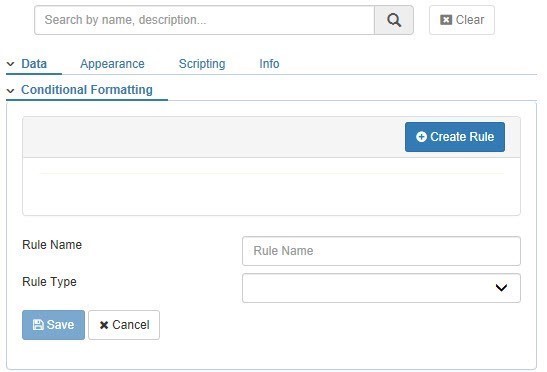 Search by name, description...
Clear
Data Appearance Scripting Info
Conditional Formatting
Create Rule
Rule Name Rule Name
Rule Type
Save Cancel